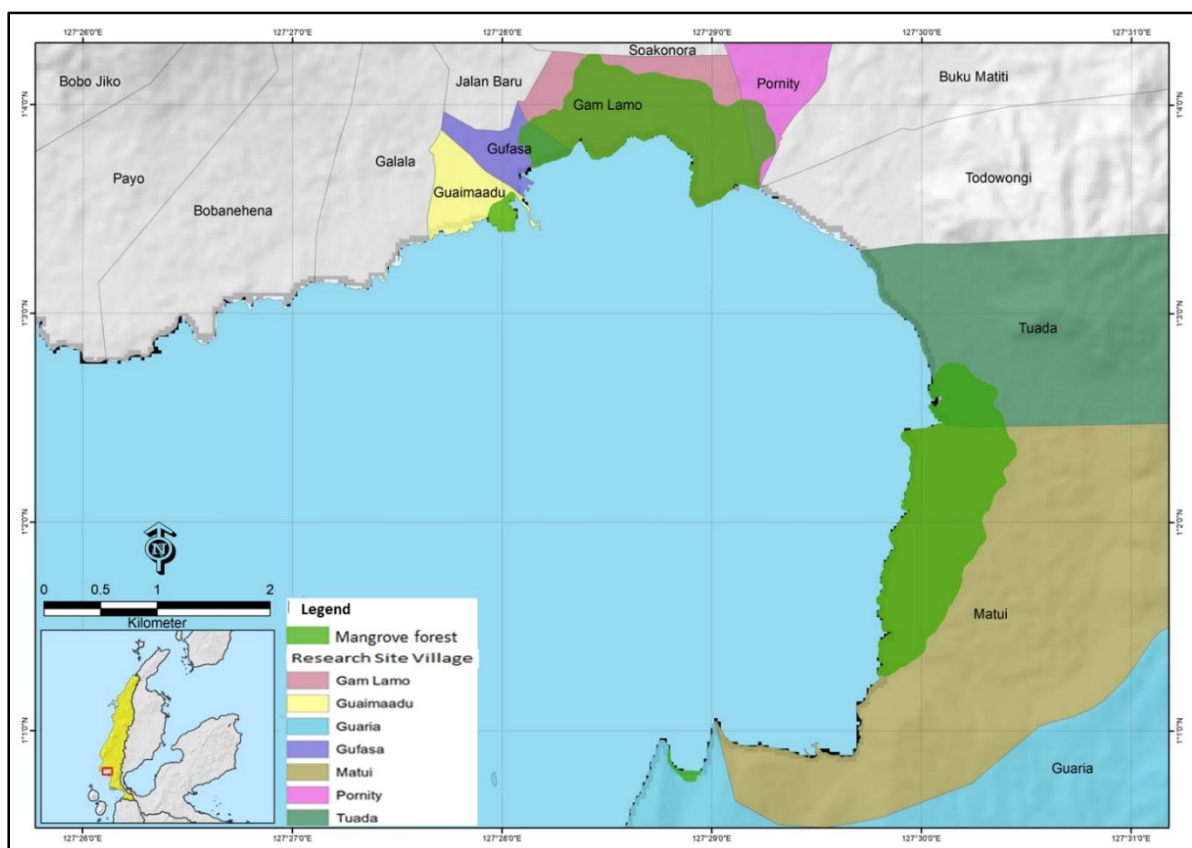 127°26'0"E 127°27'0"E 127°28'0"E 127°29'0"E 127°30'0"E 127°31'0"E
Soakonora
Bobo Jiko
Jalan Baru
Pornity
Buku Matiti
1°4'0"N
1°4'0"N
Gam Lamo
Gufasa
Galala
Payo
Todowongi
Guaimaadu
Bobanehena
1°3'0"N
1°3'0"N
Tuada
1°2'0"N
1°2'0"N
N
0 0.5 1 2
Kilometer
Matui
Legend
Mangrove forest
Research Site Village
Gam Lamo
Guaimaadu
Guaria
Gufasa
Matui
Pornity
Tuada
1°1'0"N
1°1'0"N
Guaria
127°26'0"E 127°27'0"E 127°28'0"E 127°29'0"E 127°30'0"E 127°31'0"E